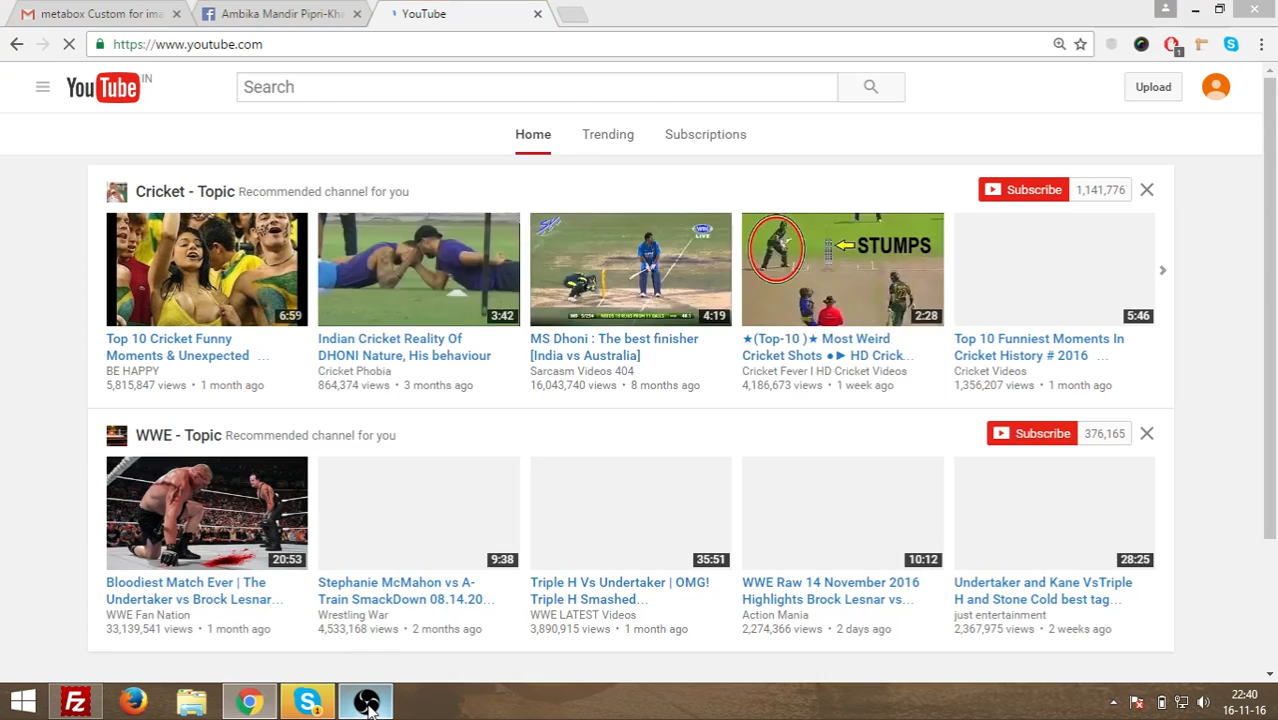 metabox Custom for ima
Ambika Mandir Pipri-Kha
YouTube
https://www.youtube.com
1
YouTube IN
Search
Upload
Home
Trending
Subscriptions
Cricket - Topic Recommended channel for you
Subscribe 1,141,776
STUMPS
6:59
3:42
4:19
2:28
5:46
Top 10 Cricket Funny
Moments & Unexpected ...
BE HAPPY
5,815,847 views • 1 month ago
Indian Cricket Reality Of
DHONI Nature, His behaviour
Cricket Phobia
864,374 views • 3 months ago
MS Dhoni : The best finisher
[India vs Australia]
Sarcasm Videos 404
16,043,740 views • 8 months ago
★(Top-10 )★ Most Weird
Cricket Shots ●► HD Crick...
Cricket Fever I HD Cricket Videos
4,186,673 views • 1 week ago
Top 10 Funniest Moments In
Cricket History # 2016 ...
Cricket Videos
1,356,207 views • 1 month ago
WWE - Topic Recommended channel for you
Subscribe 376,165
20:53
9:38
35:51
10:12
28:25
Bloodiest Match Ever | The
Undertaker vs Brock Lesnar...
WWE Fan Nation
33,139,541 views • 1 month ago
Stephanie McMahon vs A-
Train SmackDown 08.14.20...
Wrestling War
4,533,168 views • 2 months ago
Triple H Vs Undertaker | OMG!
Triple H Smashed...
WWE LATEST Videos
3,890,915 views • 1 month ago
WWE Raw 14 November 2016
Highlights Brock Lesnar vs...
Action Mania
2,274,366 views • 2 days ago
Undertaker and Kane VsTriple
H and Stone Cold best tag...
just entertainment
2,367,975 views • 2 weeks ago
22:40
16-11-16